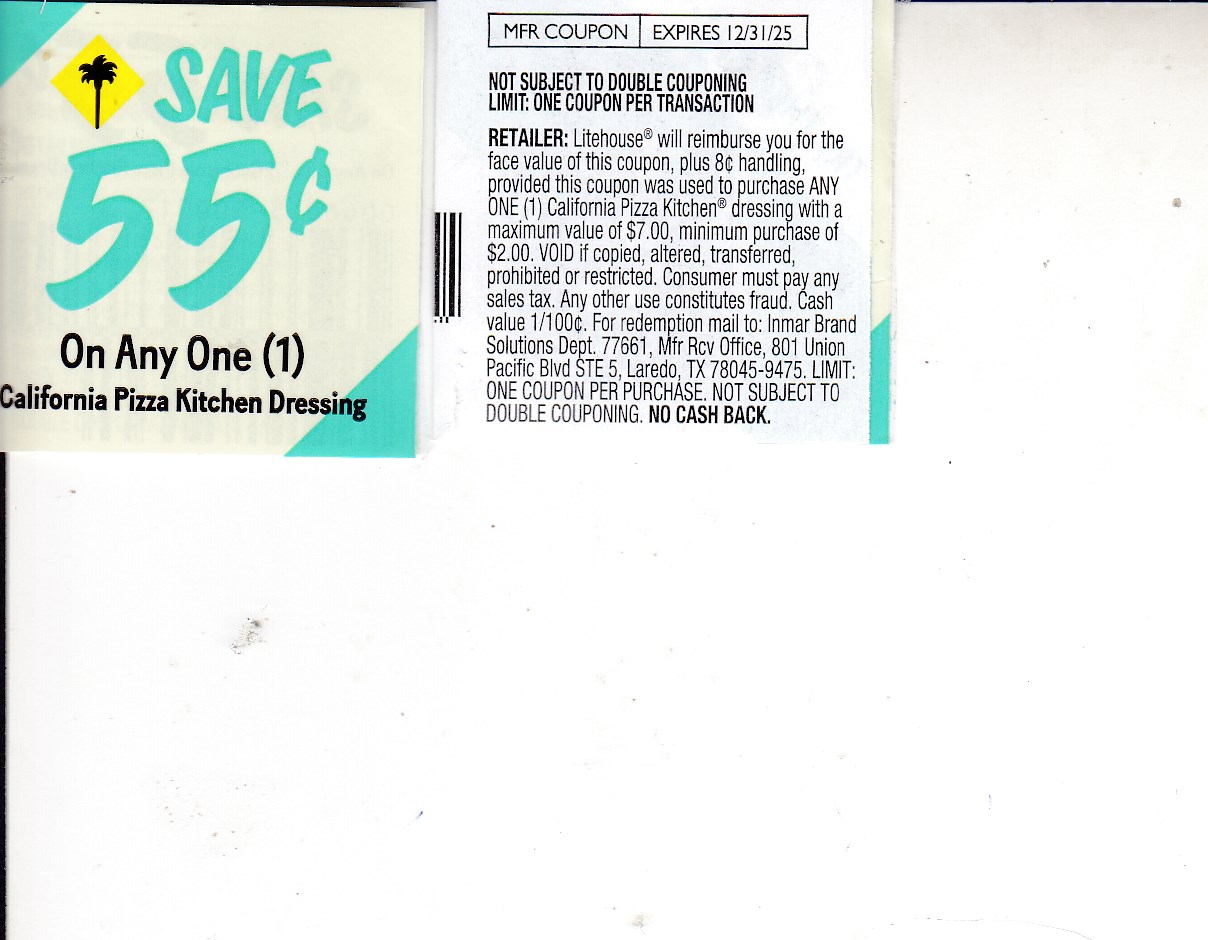 SAVE
55¢
On Any One (1)
California Pizza Kitchen Dressing
MFR COUPON EXPIRES 12/31/25
NOT SUBJECT TO DOUBLE COUPONING
LIMIT: ONE COUPON PER TRANSACTION
RETAILER: Litehouse® will reimburse you for the
face value of this coupon, plus 8¢ handling,
provided this coupon was used to purchase ANY
ONE (1) California Pizza Kitchen® dressing with a
maximum value of $7.00, minimum purchase of
$2.00. VOID if copied, altered, transferred,
prohibited or restricted. Consumer must pay any
sales tax. Any other use constitutes fraud. Cash
value 1/100¢. For redemption mail to: Inmar Brand
Solutions Dept. 77661, Mfr Rcv Office, 801 Union
Pacific Blvd STE 5, Laredo, TX 78045-9475. LIMIT:
ONE COUPON PER PURCHASE. NOT SUBJECT TO
DOUBLE COUPONING. NO CASH BACK.